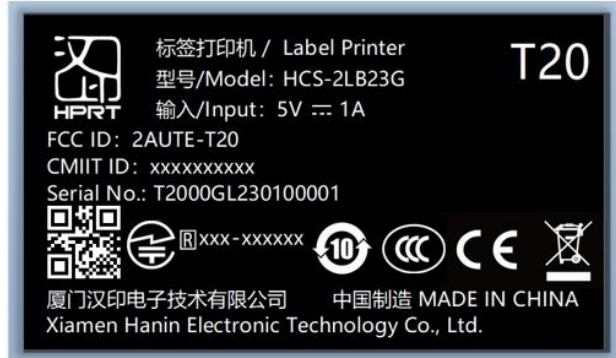 汉印
HPRT
标签打印机 / Label Printer
型号/Model: HCS-2LB23G
输入/Input: 5V ⎓ 1A
T20
FCC ID: 2AUTE-T20
CMIIT ID: xxxxxxxxxx
Serial No.: T2000GL230100001
R xxx-xxxxxx
10
CCC
CE
厦门汉印电子技术有限公司 中国制造 MADE IN CHINA
Xiamen Hanin Electronic Technology Co., Ltd.